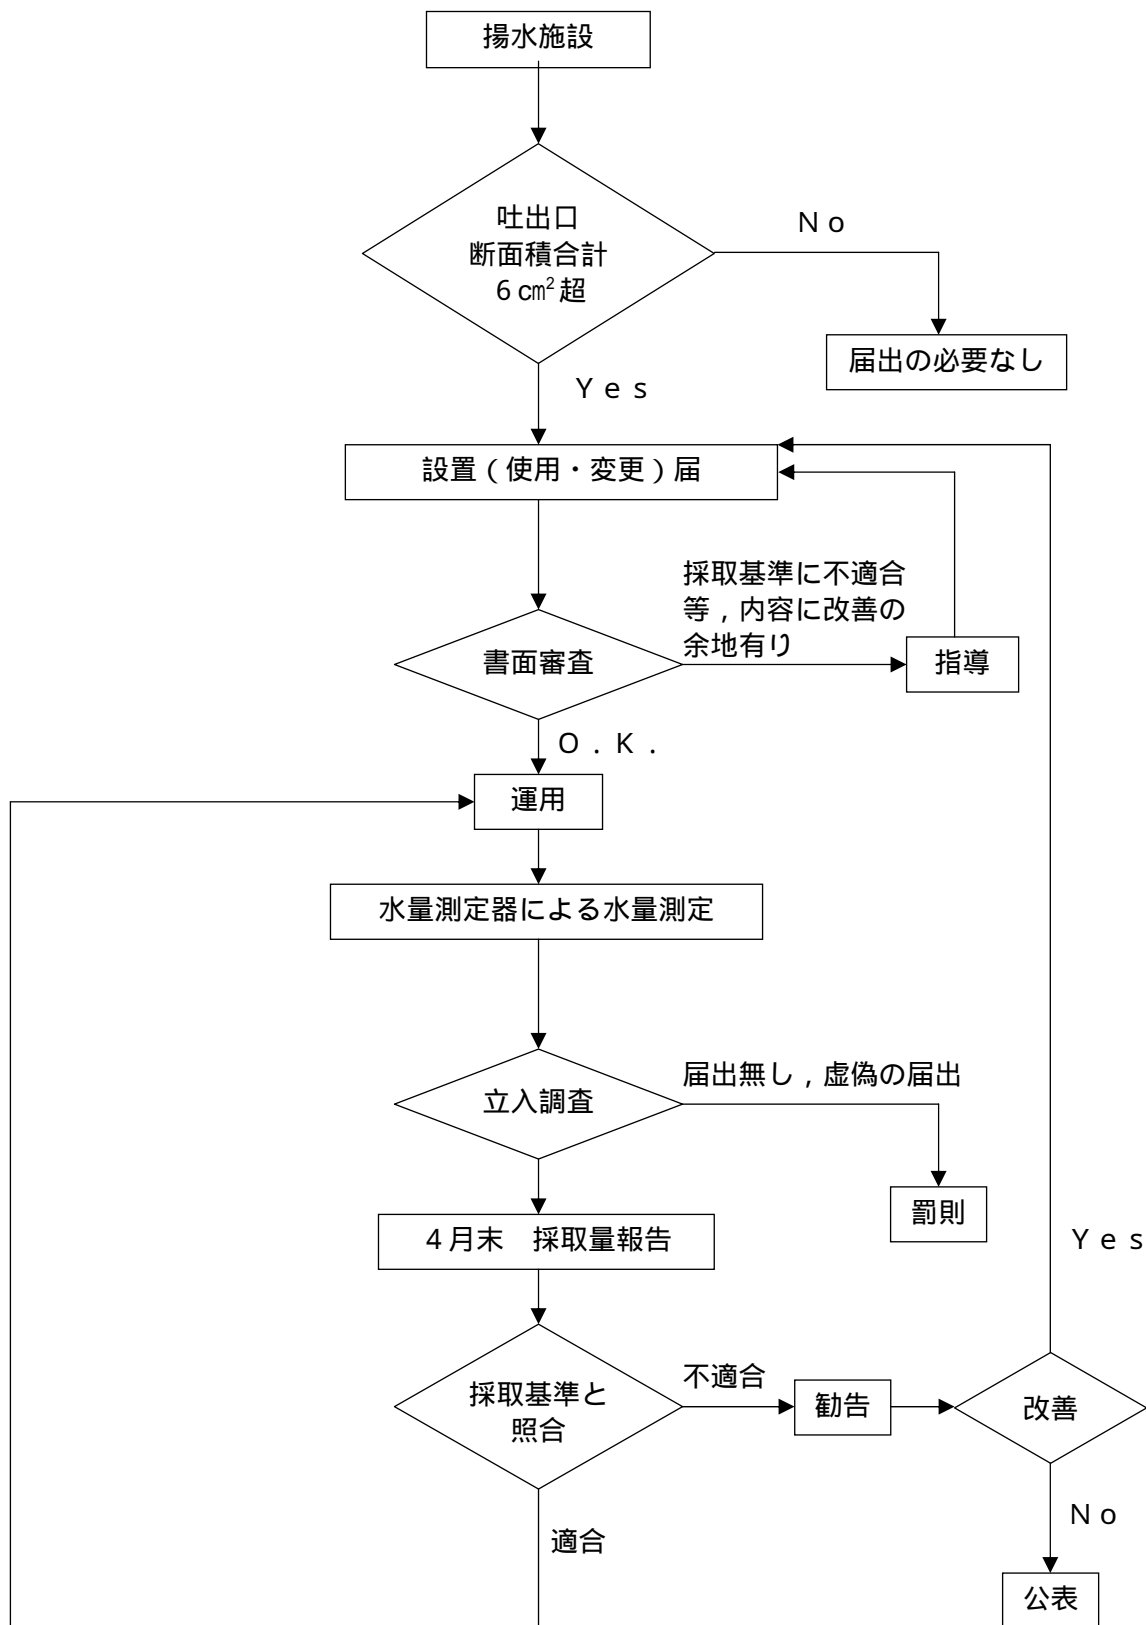 揚水施設
吐出口
断面積合計
6㎝²超
No
届出の必要なし
Yes
設置(使用・変更)届
採取基準に不適合
等,内容に改善の
余地有り
書面審査
指導
O.K.
運用
水量測定器による水量測定
届出無し,虚偽の届出
立入調査
罰則
4月末 採取量報告
Yes
不適合
採取基準と
照合
勧告
改善
No
適合
公表